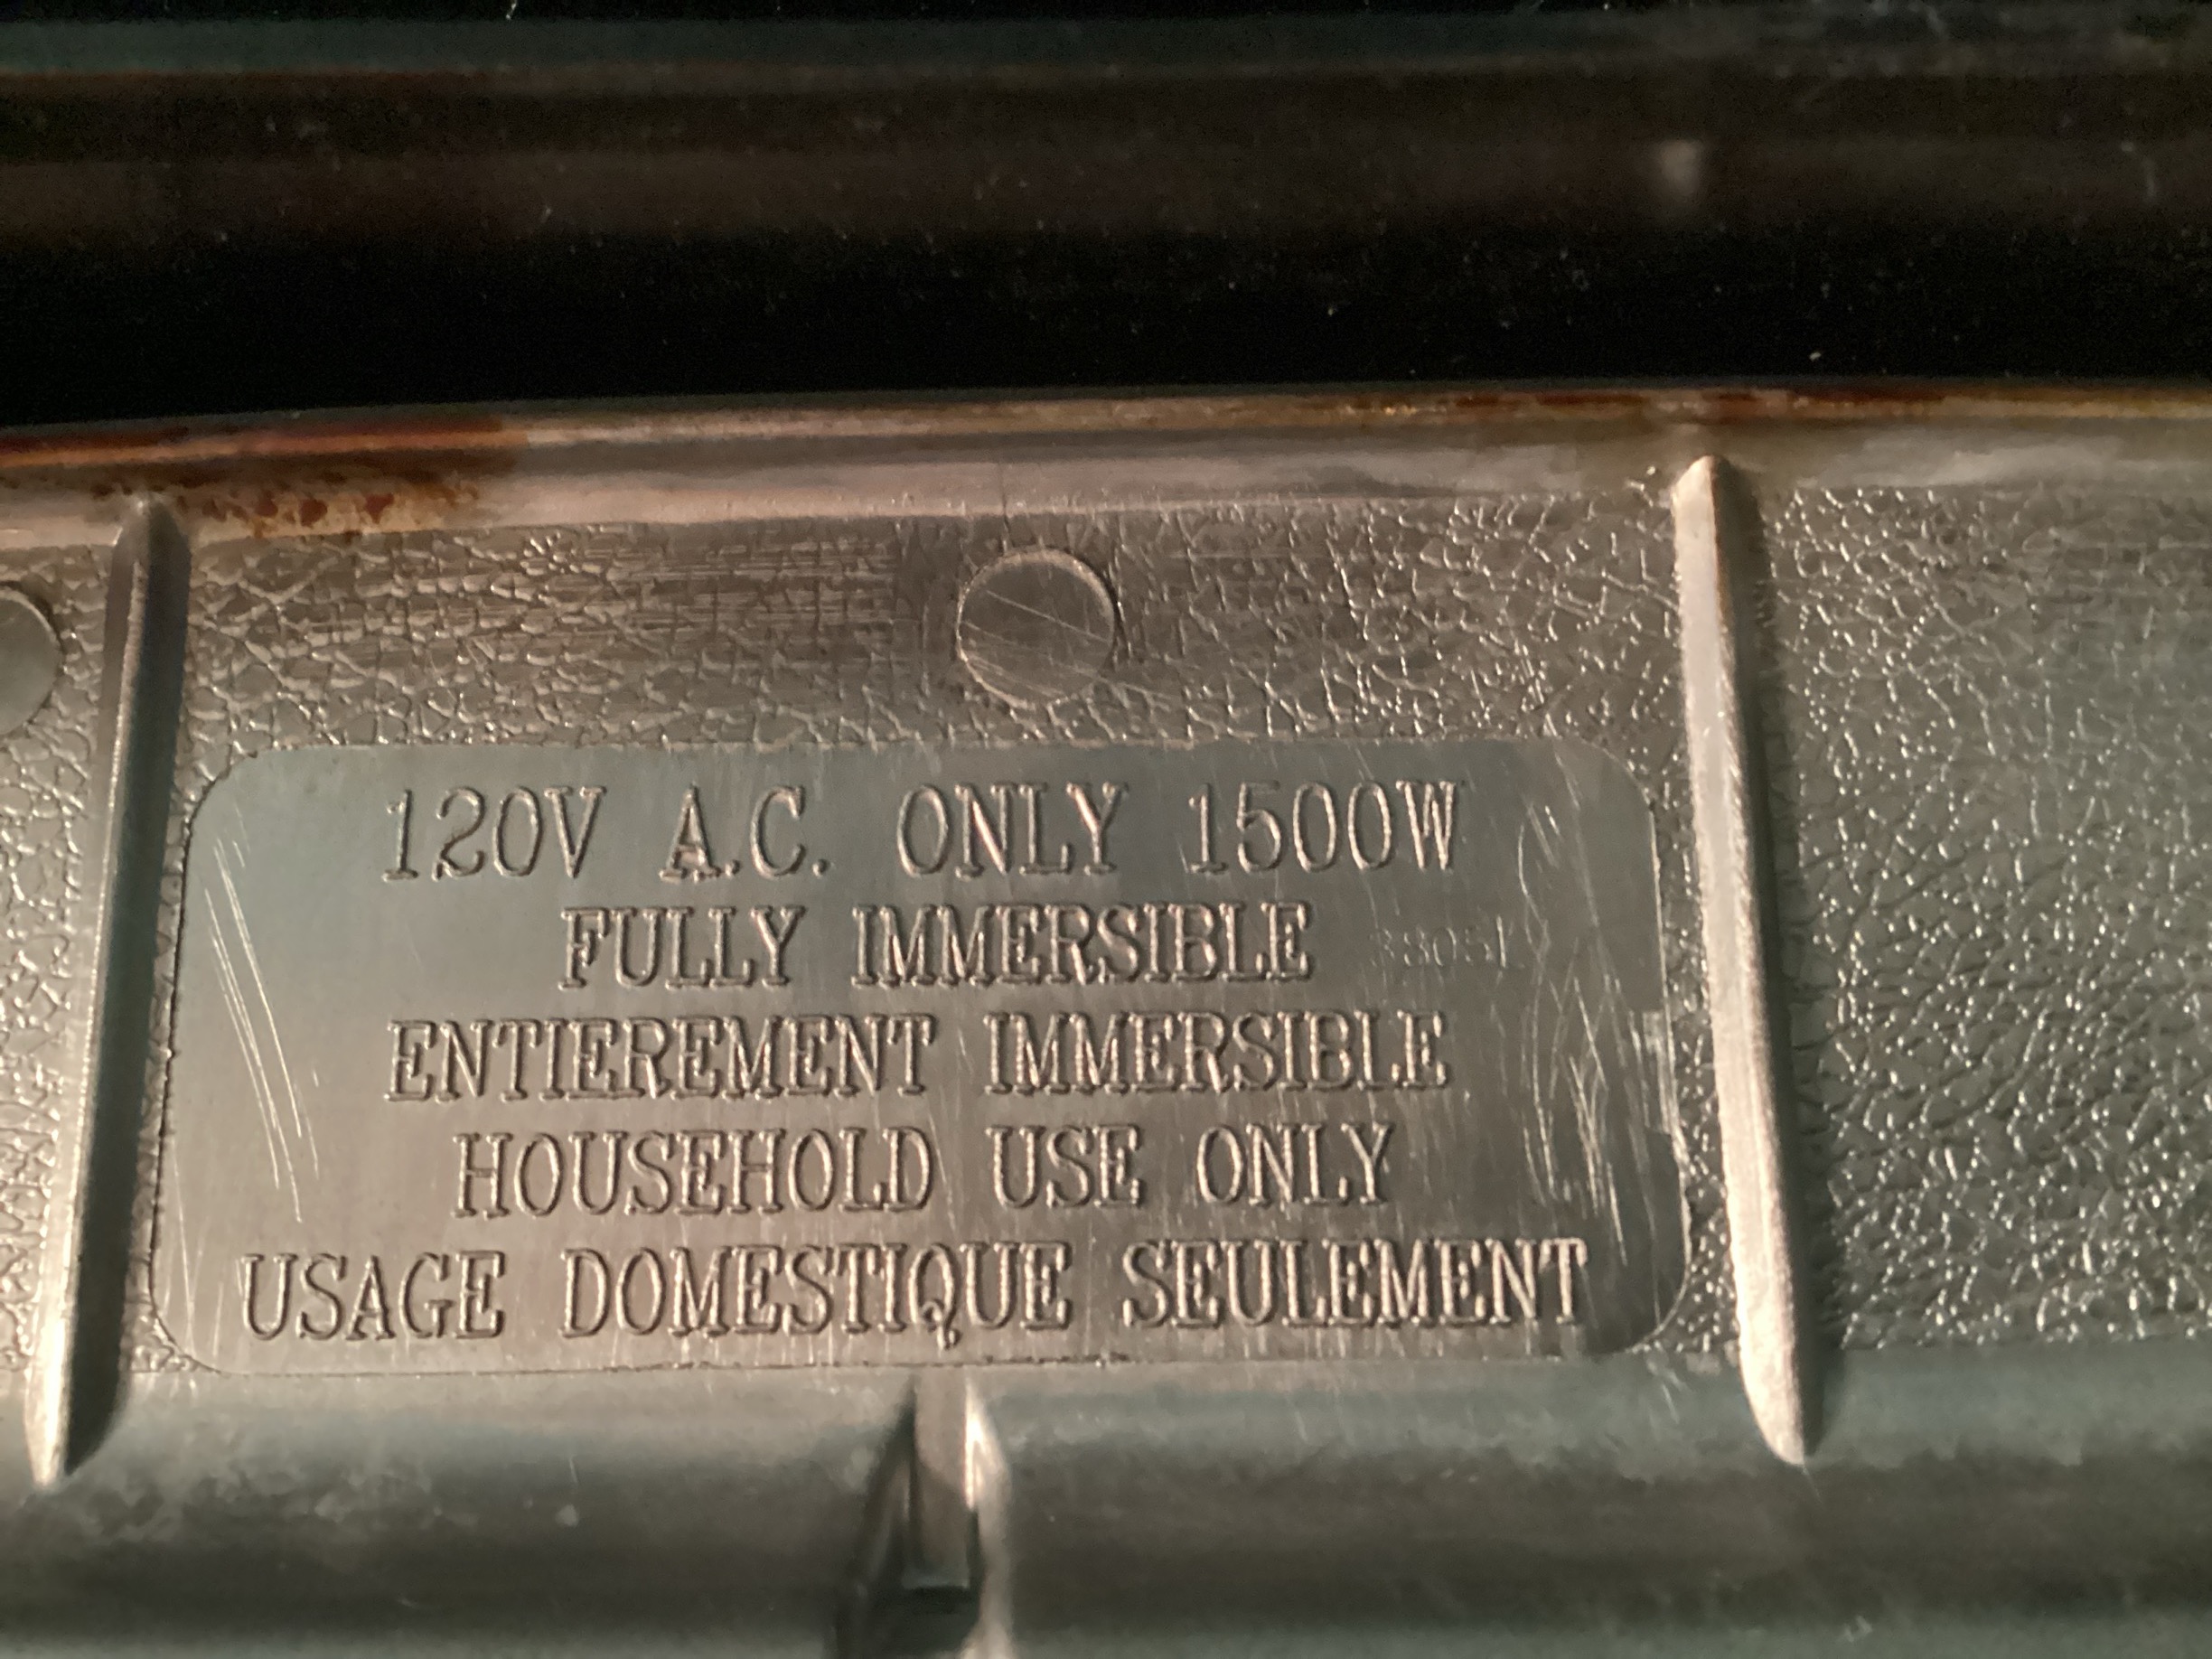 120V A.C. ONLY 1500W
FULLY IMMERSIBLE
ENTIEREMENT IMMERSIBLE
HOUSEHOLD USE ONLY
USAGE DOMESTIQUE SEULEMENT